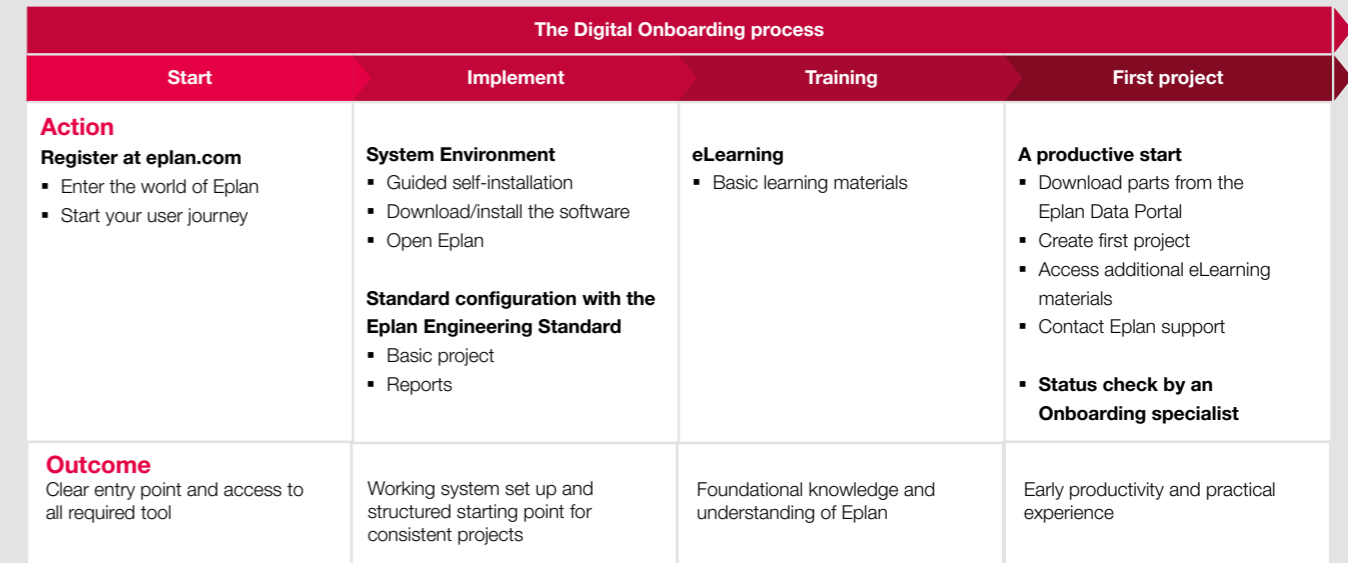 The Digital Onboarding process
Start
Implement
Training
First project
Action
Register at eplan.com
▪ Enter the world of Eplan
▪ Start your user journey
System Environment
▪ Guided self-installation
▪ Download/install the software
▪ Open Eplan
Standard configuration with the
Eplan Engineering Standard
▪ Basic project
▪ Reports
eLearning
▪ Basic learning materials
A productive start
▪ Download parts from the
Eplan Data Portal
▪ Create first project
▪ Access additional eLearning
materials
▪ Contact Eplan support
▪ Status check by an
Onboarding specialist
Outcome
Clear entry point and access to
all required tool
Working system set up and
structured starting point for
consistent projects
Foundational knowledge and
understanding of Eplan
Early productivity and practical
experience